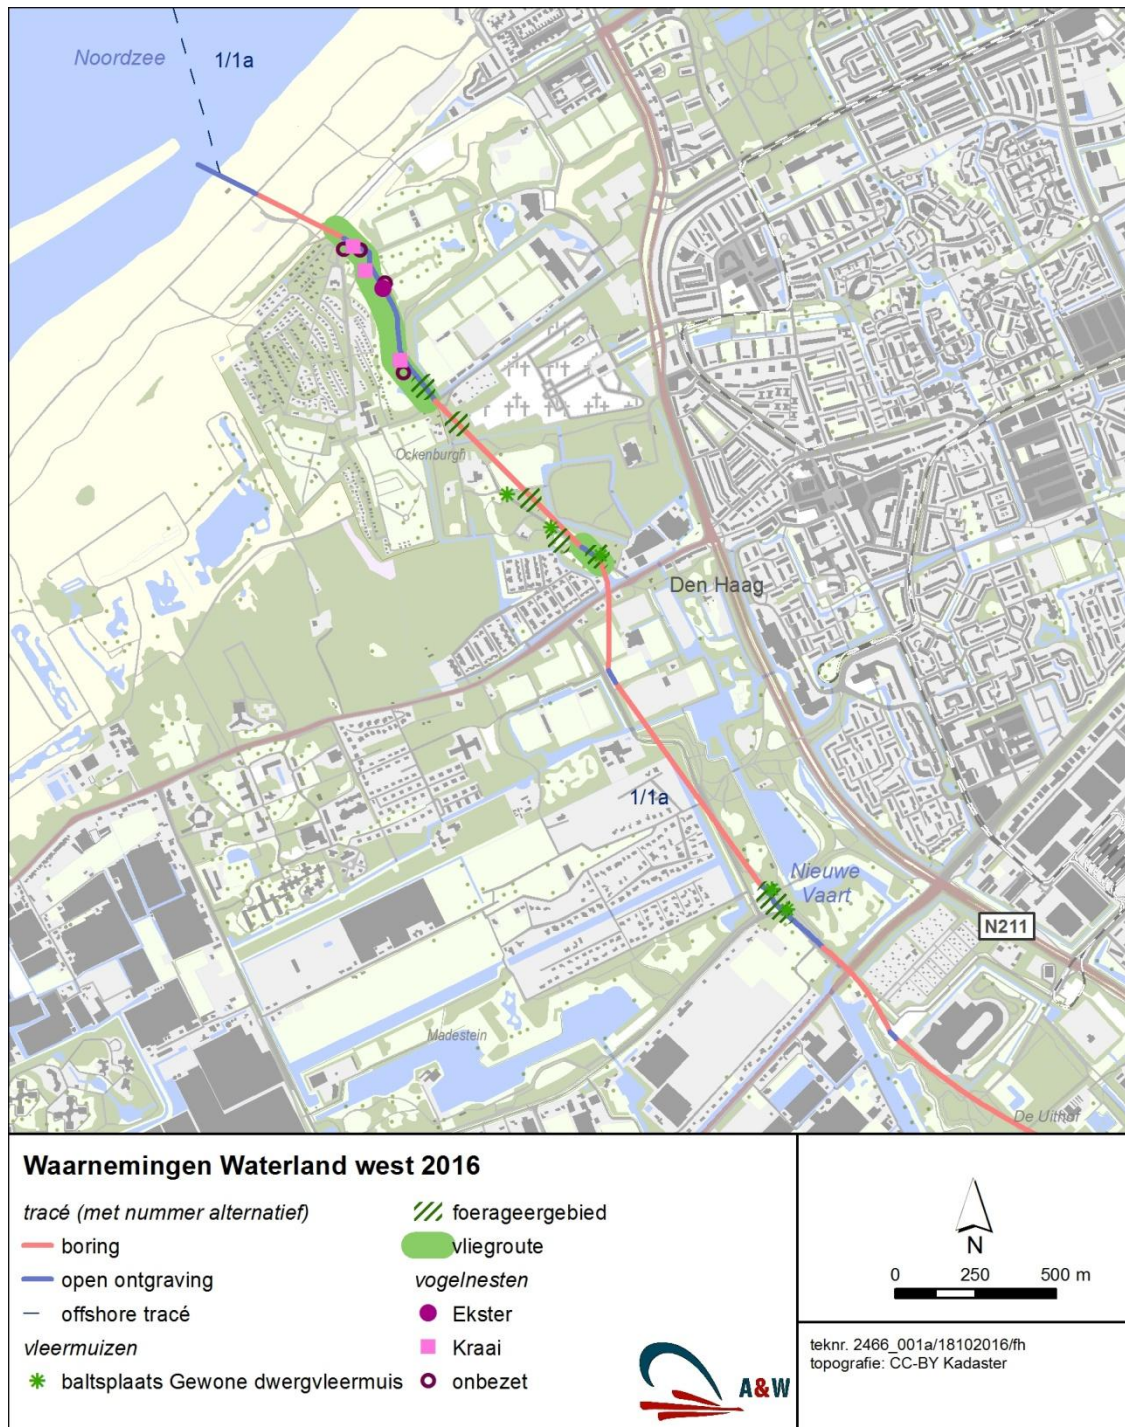 Noordzee
1/1a
Ockenburgh
Den Haag
1/1a
Nieuwe
Vaart
N211
Madestein
De Uithof
Waarnemingen Waterland west 2016
tracé (met nummer alternatief)
boring
open ontgraving
offshore tracé
vleermuizen
baltsplaats Gewone dwergvleermuis
foerageergebied
vliegroute
vogelnesten
Ekster
Kraai
onbezet
A&W
N
0 250 500 m
teknr. 2466_001a/18102016/fh
topografie: CC-BY Kadaster